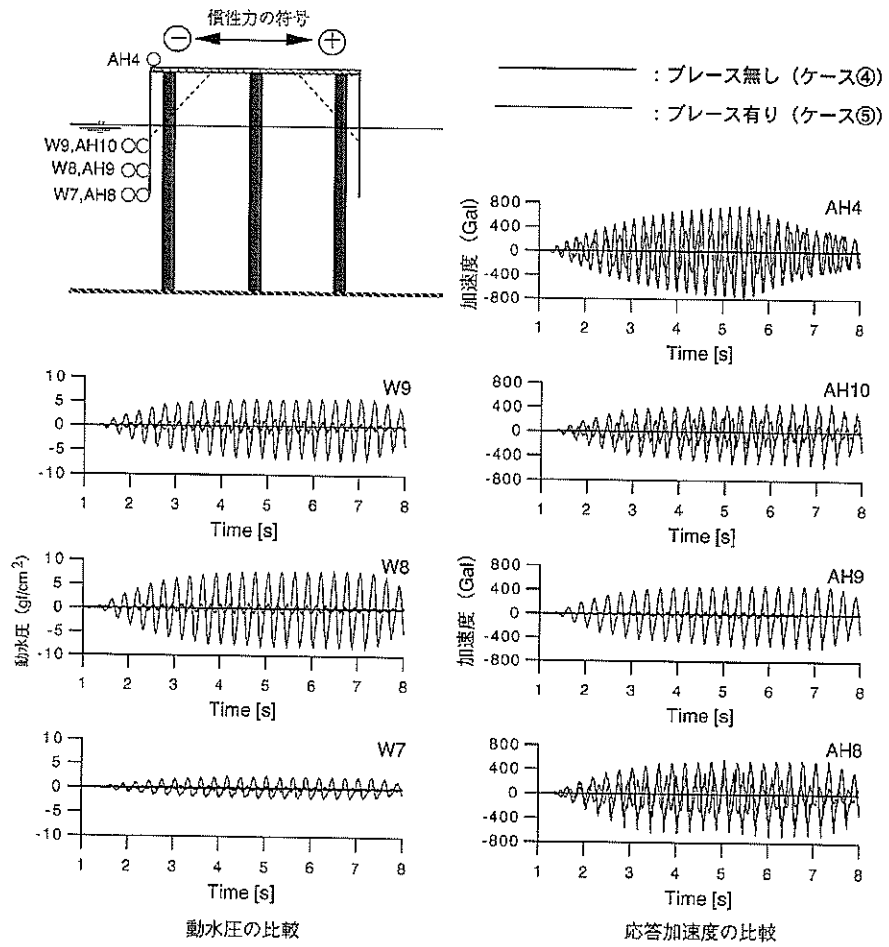 慣性力の符号
− +
AH4
W9,AH10
W8,AH9
W7,AH8
: ブレース無し (ケース④)
: ブレース有り (ケース⑤)
AH4
加速度 (Gal)
800
400
0
-400
-800
1 2 3 4 5 6 7 8
Time [s]
W9
10
5
0
-5
-10
1 2 3 4 5 6 7 8
Time [s]
AH10
800
400
0
-400
-800
1 2 3 4 5 6 7 8
Time [s]
W8
動水圧 (gf/cm²)
10
5
0
-5
-10
1 2 3 4 5 6 7 8
Time [s]
AH9
加速度 (Gal)
800
400
0
-400
-800
1 2 3 4 5 6 7 8
Time [s]
W7
10
5
0
-5
-10
1 2 3 4 5 6 7 8
Time [s]
AH8
800
400
0
-400
-800
1 2 3 4 5 6 7 8
Time [s]
動水圧の比較
応答加速度の比較